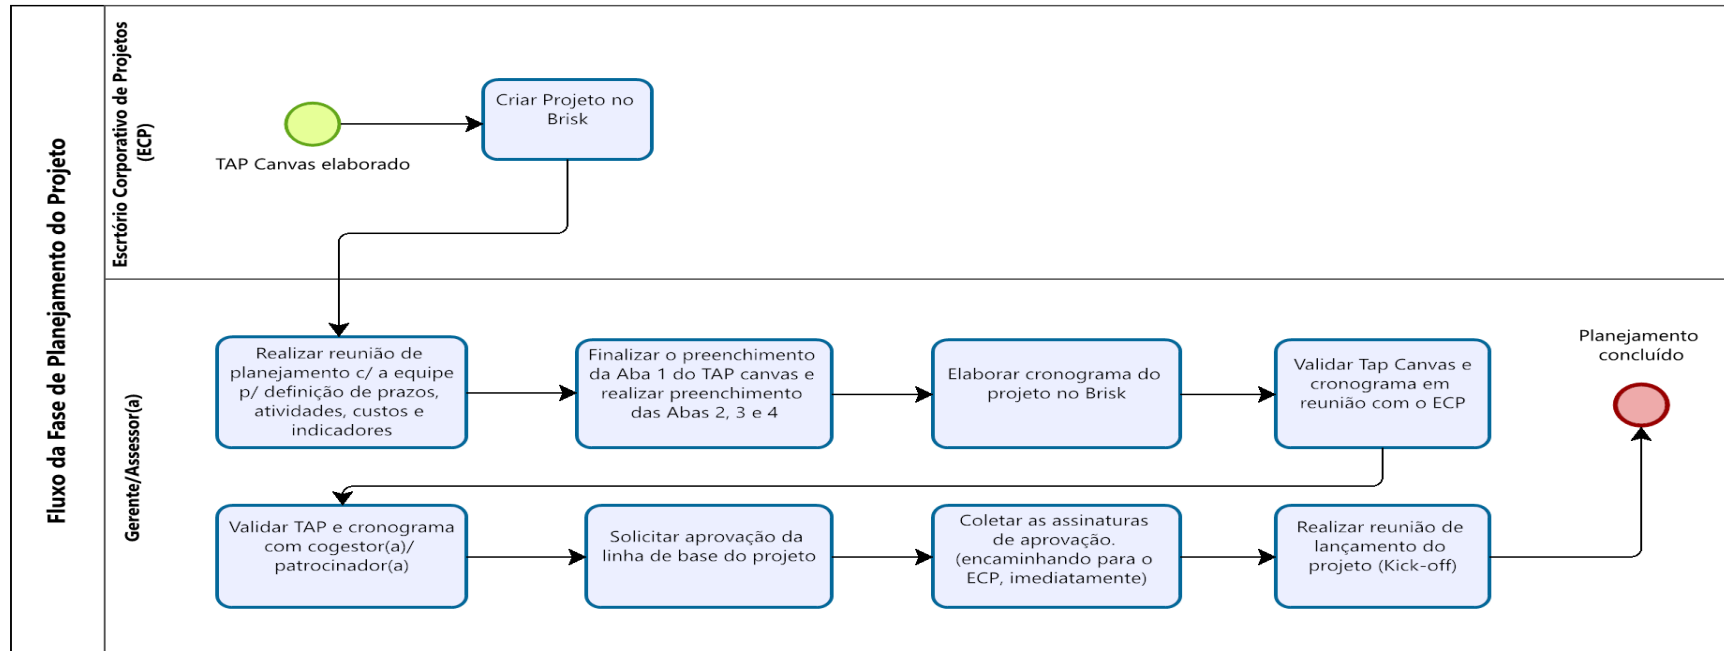 Fluxo da Fase de Planejamento do Projeto
Escrtório Corporativo de Projetos
(ECP)
Criar Projeto no
Brisk
TAP Canvas elaborado
Gerente/Assessor(a)
Realizar reunião de
planejamento c/ a equipe
p/ definição de prazos,
atividades, custos e
indicadores
Finalizar o preenchimento
da Aba 1 do TAP canvas e
realizar preenchimento
das Abas 2, 3 e 4
Elaborar cronograma do
projeto no Brisk
Validar Tap Canvas e
cronograma em
reunião com o ECP
Planejamento
concluído
Validar TAP e cronograma
com cogestor(a)/
patrocinador(a)
Solicitar aprovação da
linha de base do projeto
Coletar as assinaturas
de aprovação.
(encaminhando para o
ECP, imediatamente)
Realizar reunião de
lançamento do
projeto (Kick-off)